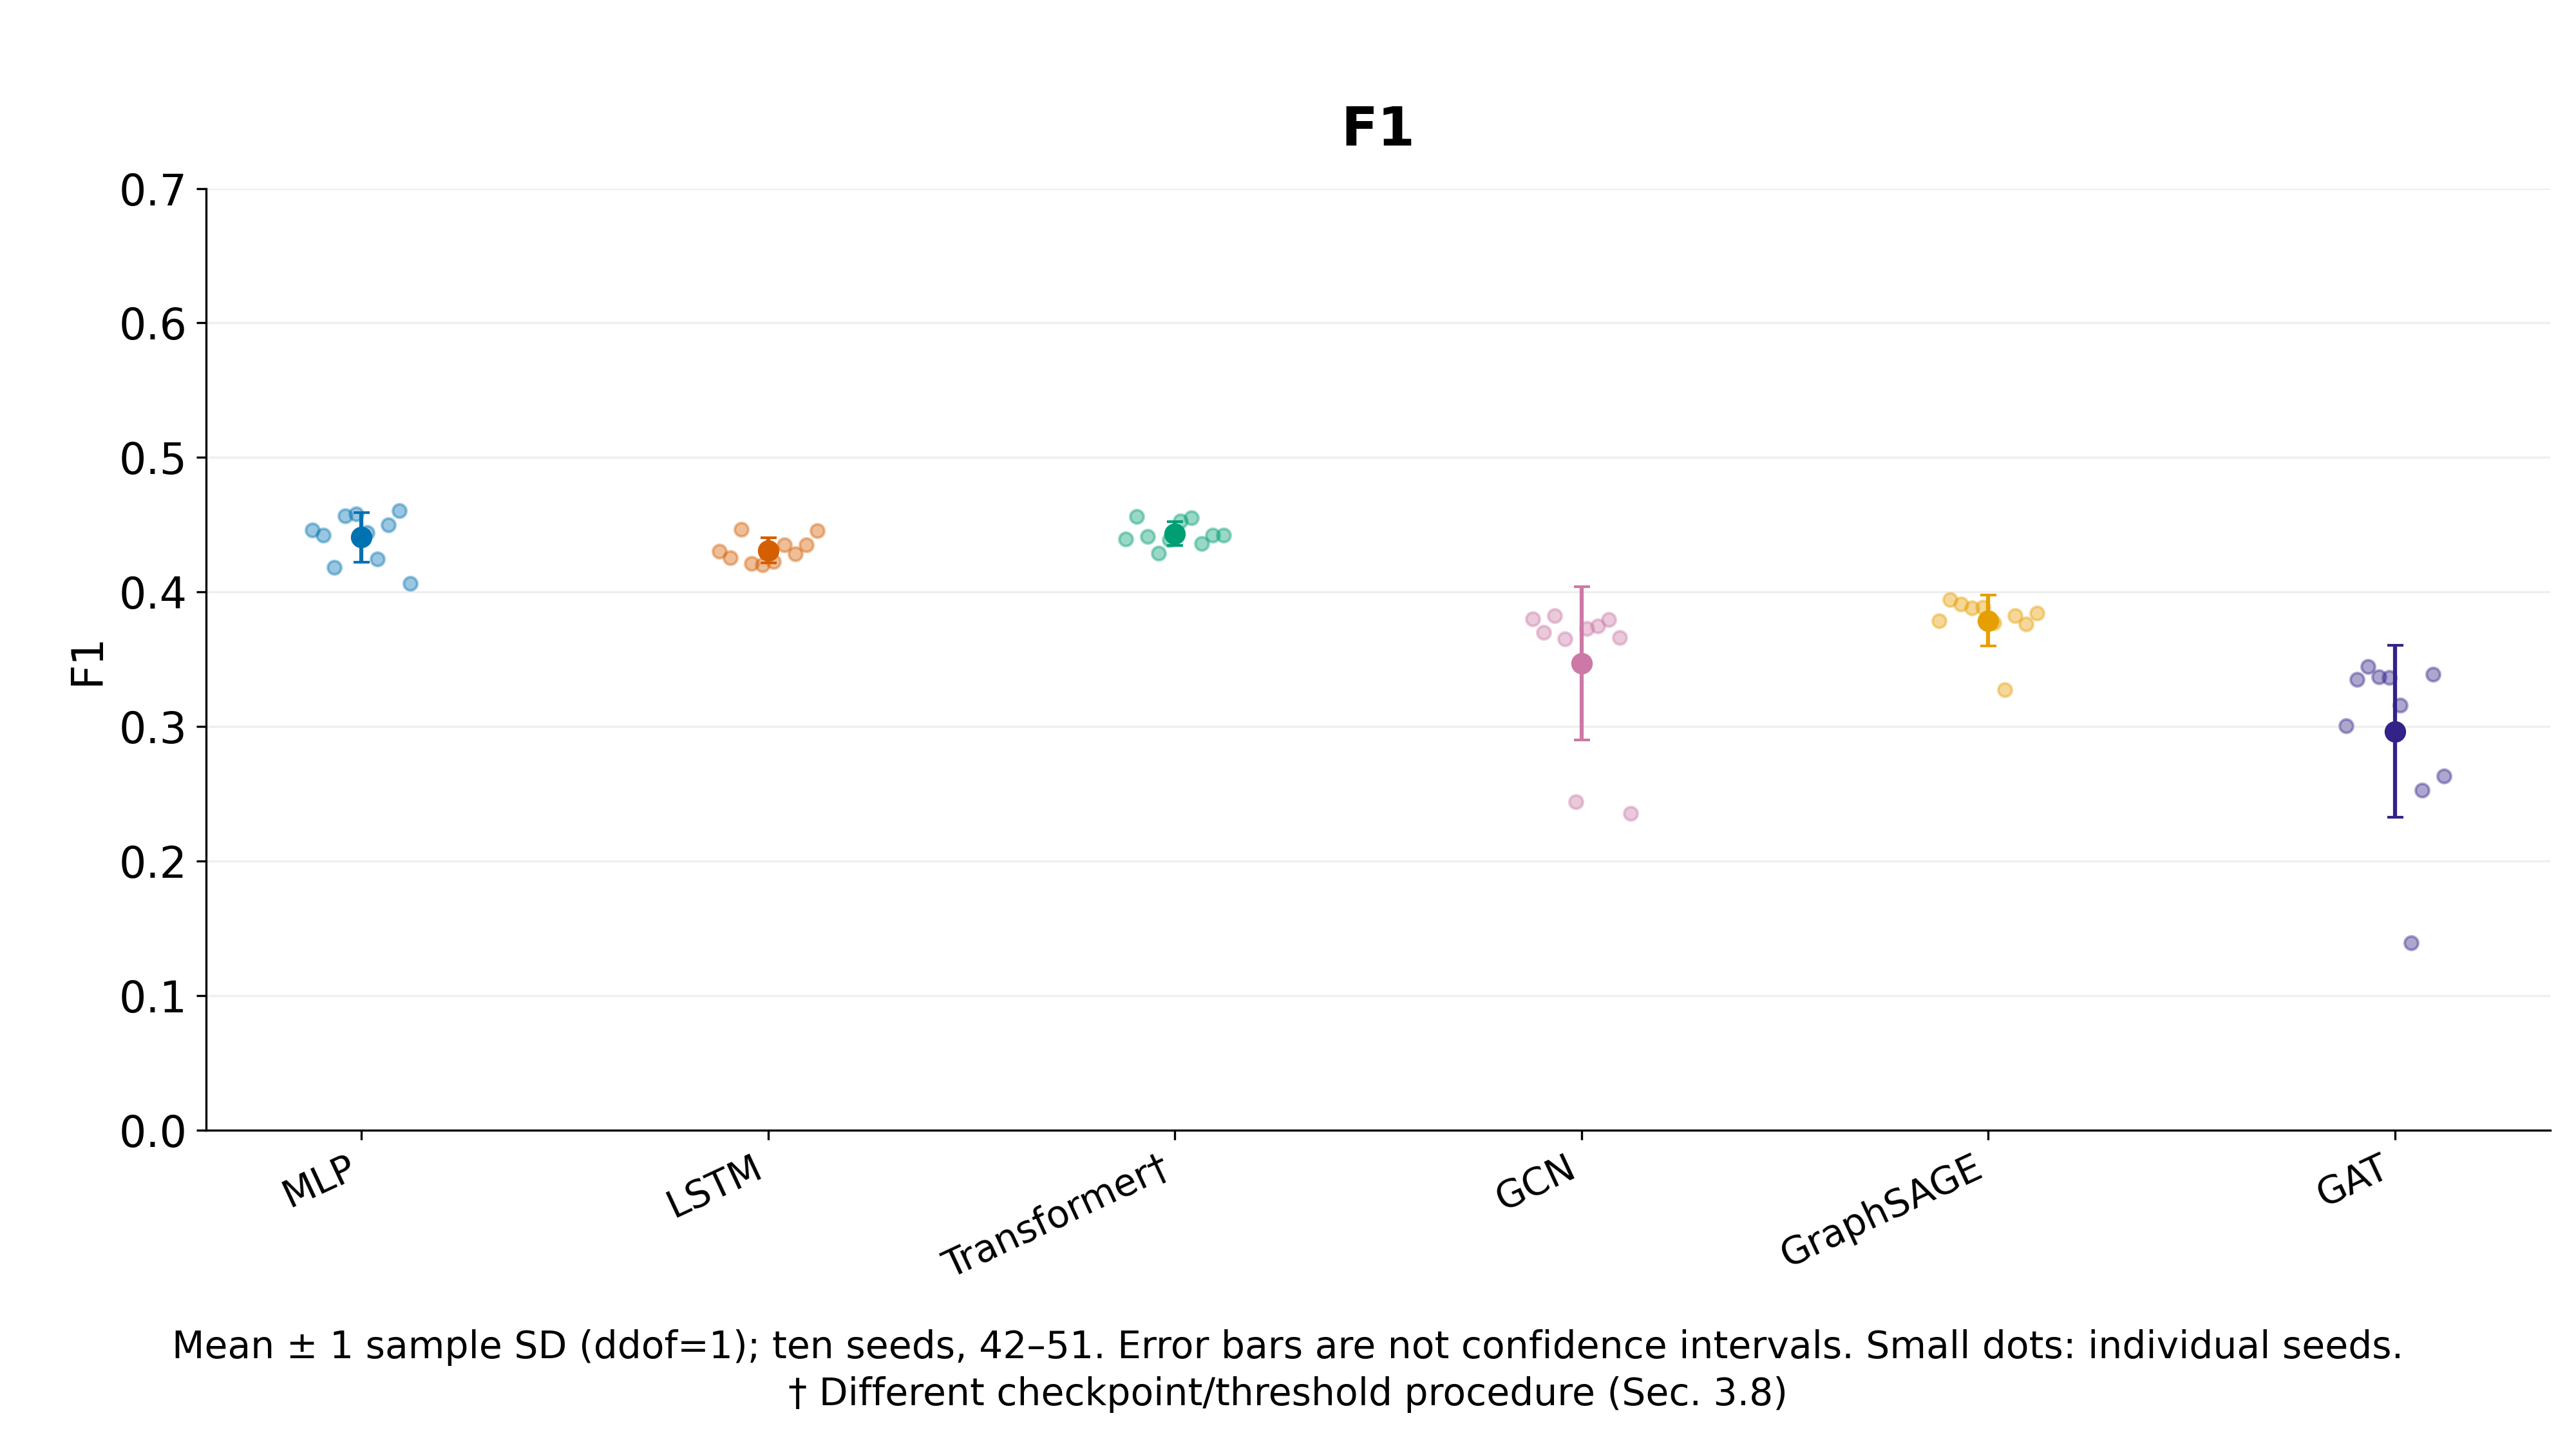 F1
0.7
0.6
0.5
0.4
0.3
0.2
0.1
0.0
F1
MLP
LSTM
Transformer†
GCN
GraphSAGE
GAT
Mean ± 1 sample SD (ddof=1); ten seeds, 42–51. Error bars are not confidence intervals. Small dots: individual seeds.
† Different checkpoint/threshold procedure (Sec. 3.8)